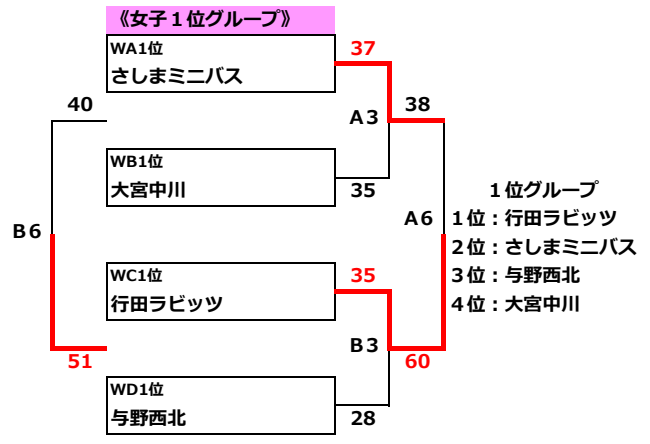 《女子１位グループ》
WA1位
37
さしまミニバス
40
38
A3
WB1位
大宮中川
35
１位グループ
B6
A6
１位：行田ラビッツ
２位：さしまミニバス
WC1位
35
３位：与野西北
行田ラビッツ
４位：大宮中川
B3
51
60
WD1位
与野西北
28